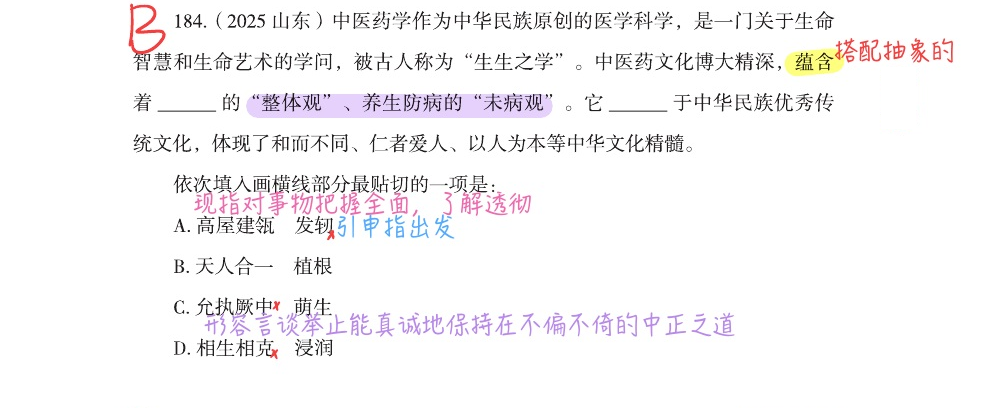 B 184.（2025 山东）中医药学作为中华民族原创的医学科学，是一门关于生命
智慧和生命艺术的学问，被古人称为“生生之学”。中医药文化博大精深，蕴含 搭配抽象的
着 ______ 的“整体观”、养生防病的“未病观”。它 ______ 于中华民族优秀传
统文化，体现了和而不同、仁者爱人、以人为本等中华文化精髓。
依次填入画横线部分最贴切的一项是：
现指对事物把握全面，了解透彻
A. 高屋建瓴 发轫 × 引申指出发
B. 天人合一 植根
C. 允执厥中 × 萌生
形容言谈举止能真诚地保持在不偏不倚的中正之道
D. 相生相克 × 浸润